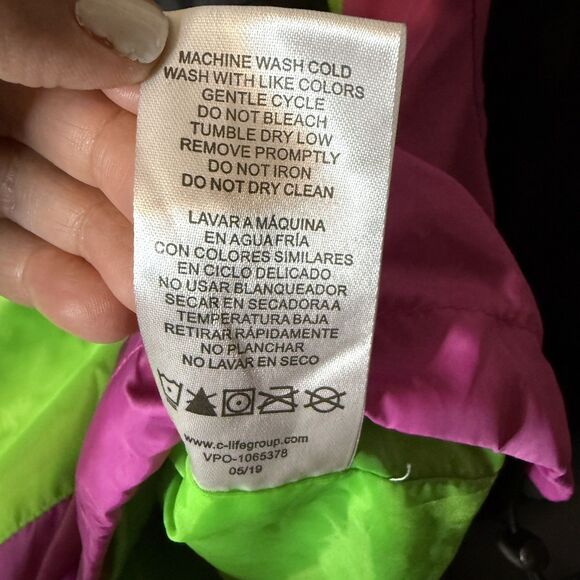 MACHINE WASH COLD
WASH WITH LIKE COLORS
GENTLE CYCLE
DO NOT BLEACH
TUMBLE DRY LOW
REMOVE PROMPTLY
DO NOT IRON
DO NOT DRY CLEAN
LAVAR A MÁQUINA
EN AGUA FRÍA
CON COLORES SIMILARES
EN CICLO DELICADO
NO USAR BLANQUEADOR
SECAR EN SECADORA A
TEMPERATURA BAJA
RETIRAR RÁPIDAMENTE
NO PLANCHAR
NO LAVAR EN SECO
www.c-lifegroup.com
VPO-1065378
05/19